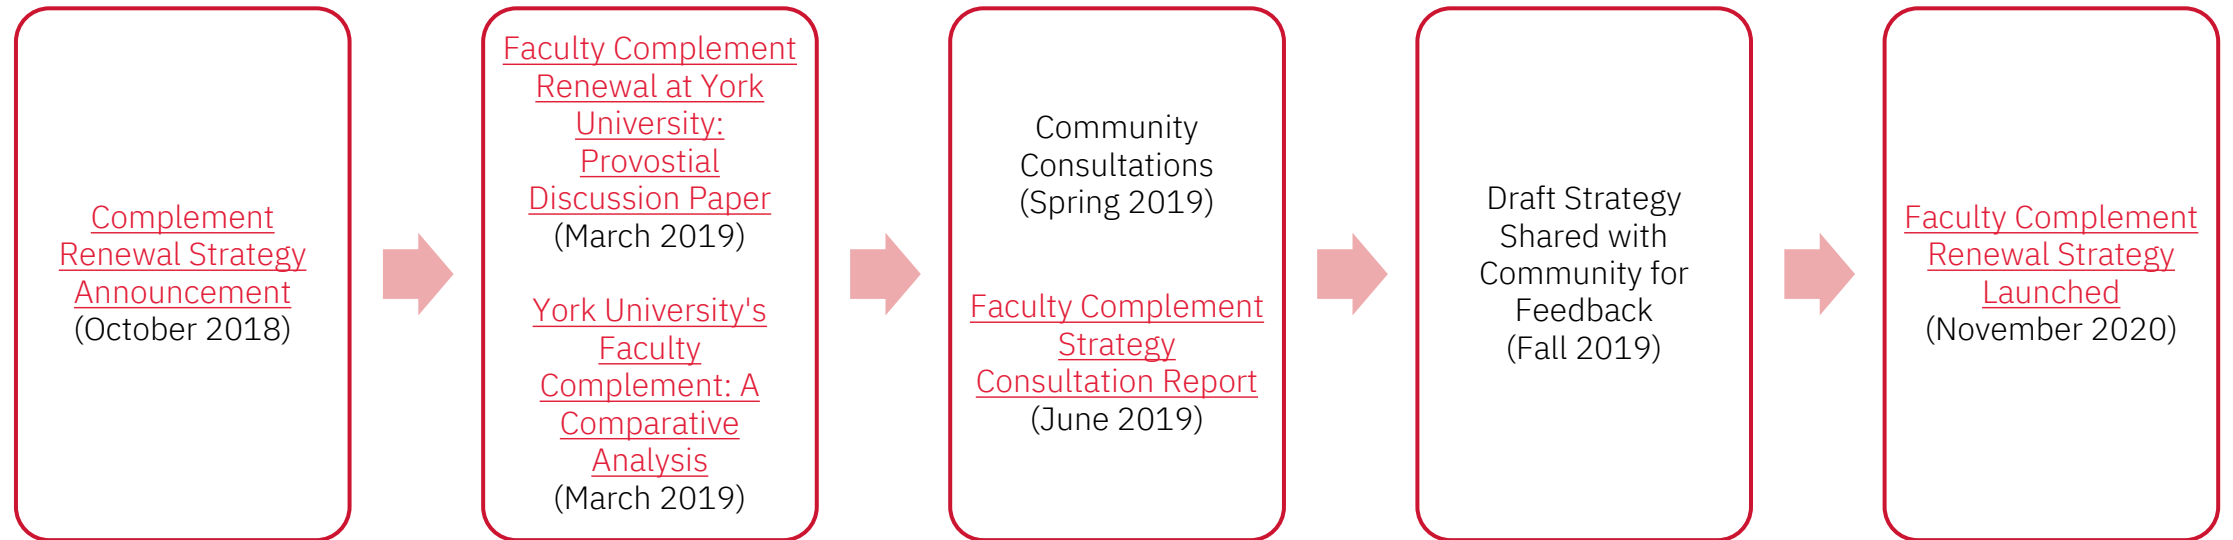 Complement
Renewal Strategy
Announcement
(October 2018)
Faculty Complement
Renewal at York
University:
Provostial
Discussion Paper
(March 2019)
York University's
Faculty
Complement: A
Comparative
Analysis
(March 2019)
Community
Consultations
(Spring 2019)
Faculty Complement
Strategy
Consultation Report
(June 2019)
Draft Strategy
Shared with
Community for
Feedback
(Fall 2019)
Faculty Complement
Renewal Strategy
Launched
(November 2020)